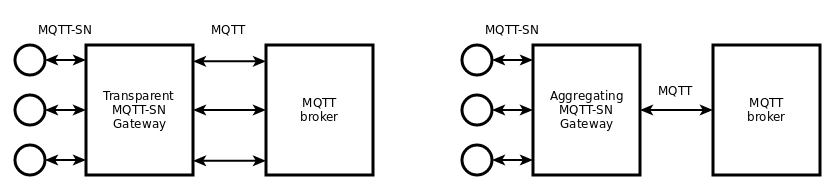 MQTT-SN
MQTT
Transparent
MQTT-SN
Gateway
MQTT
broker
MQTT-SN
Aggregating
MQTT-SN
Gateway
MQTT
MQTT
broker